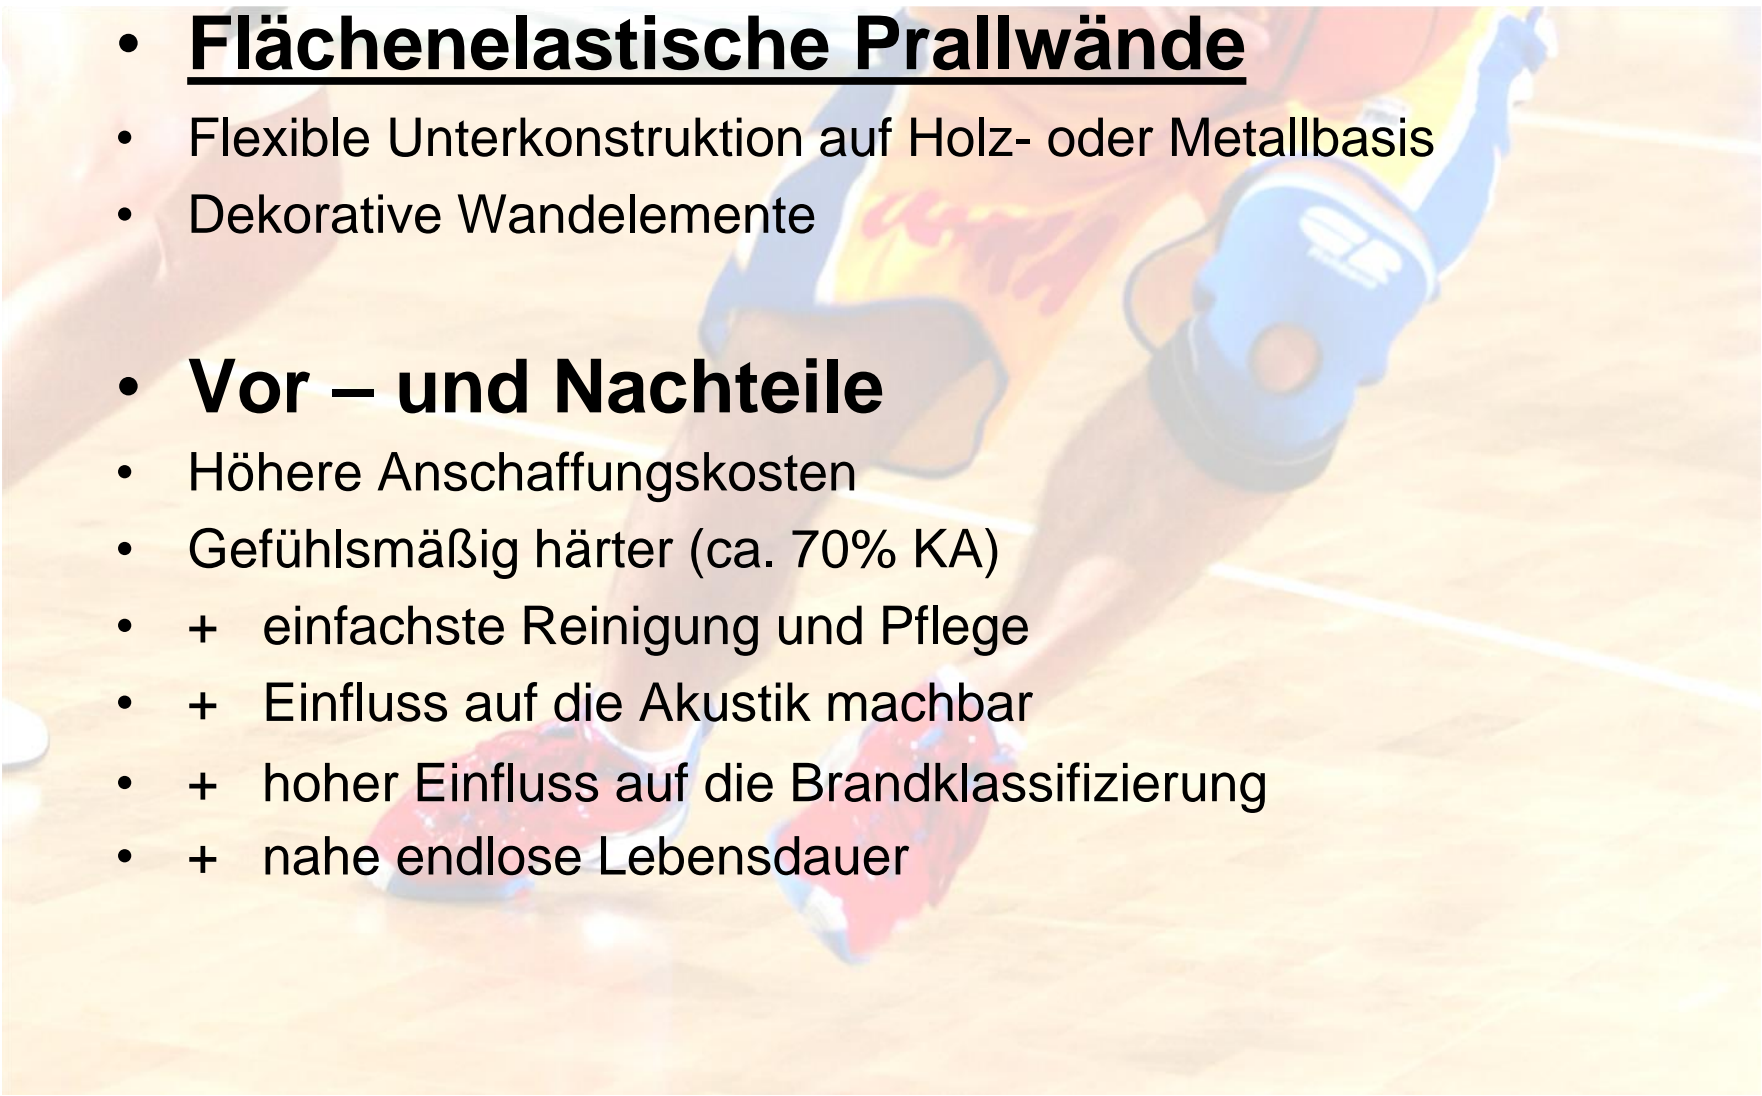 • Flächenelastische Prallwände
• Flexible Unterkonstruktion auf Holz- oder Metallbasis
• Dekorative Wandelemente
• Vor – und Nachteile
• Höhere Anschaffungskosten
• Gefühlsmäßig härter (ca. 70% KA)
• + einfachste Reinigung und Pflege
• + Einfluss auf die Akustik machbar
• + hoher Einfluss auf die Brandklassifizierung
• + nahe endlose Lebensdauer